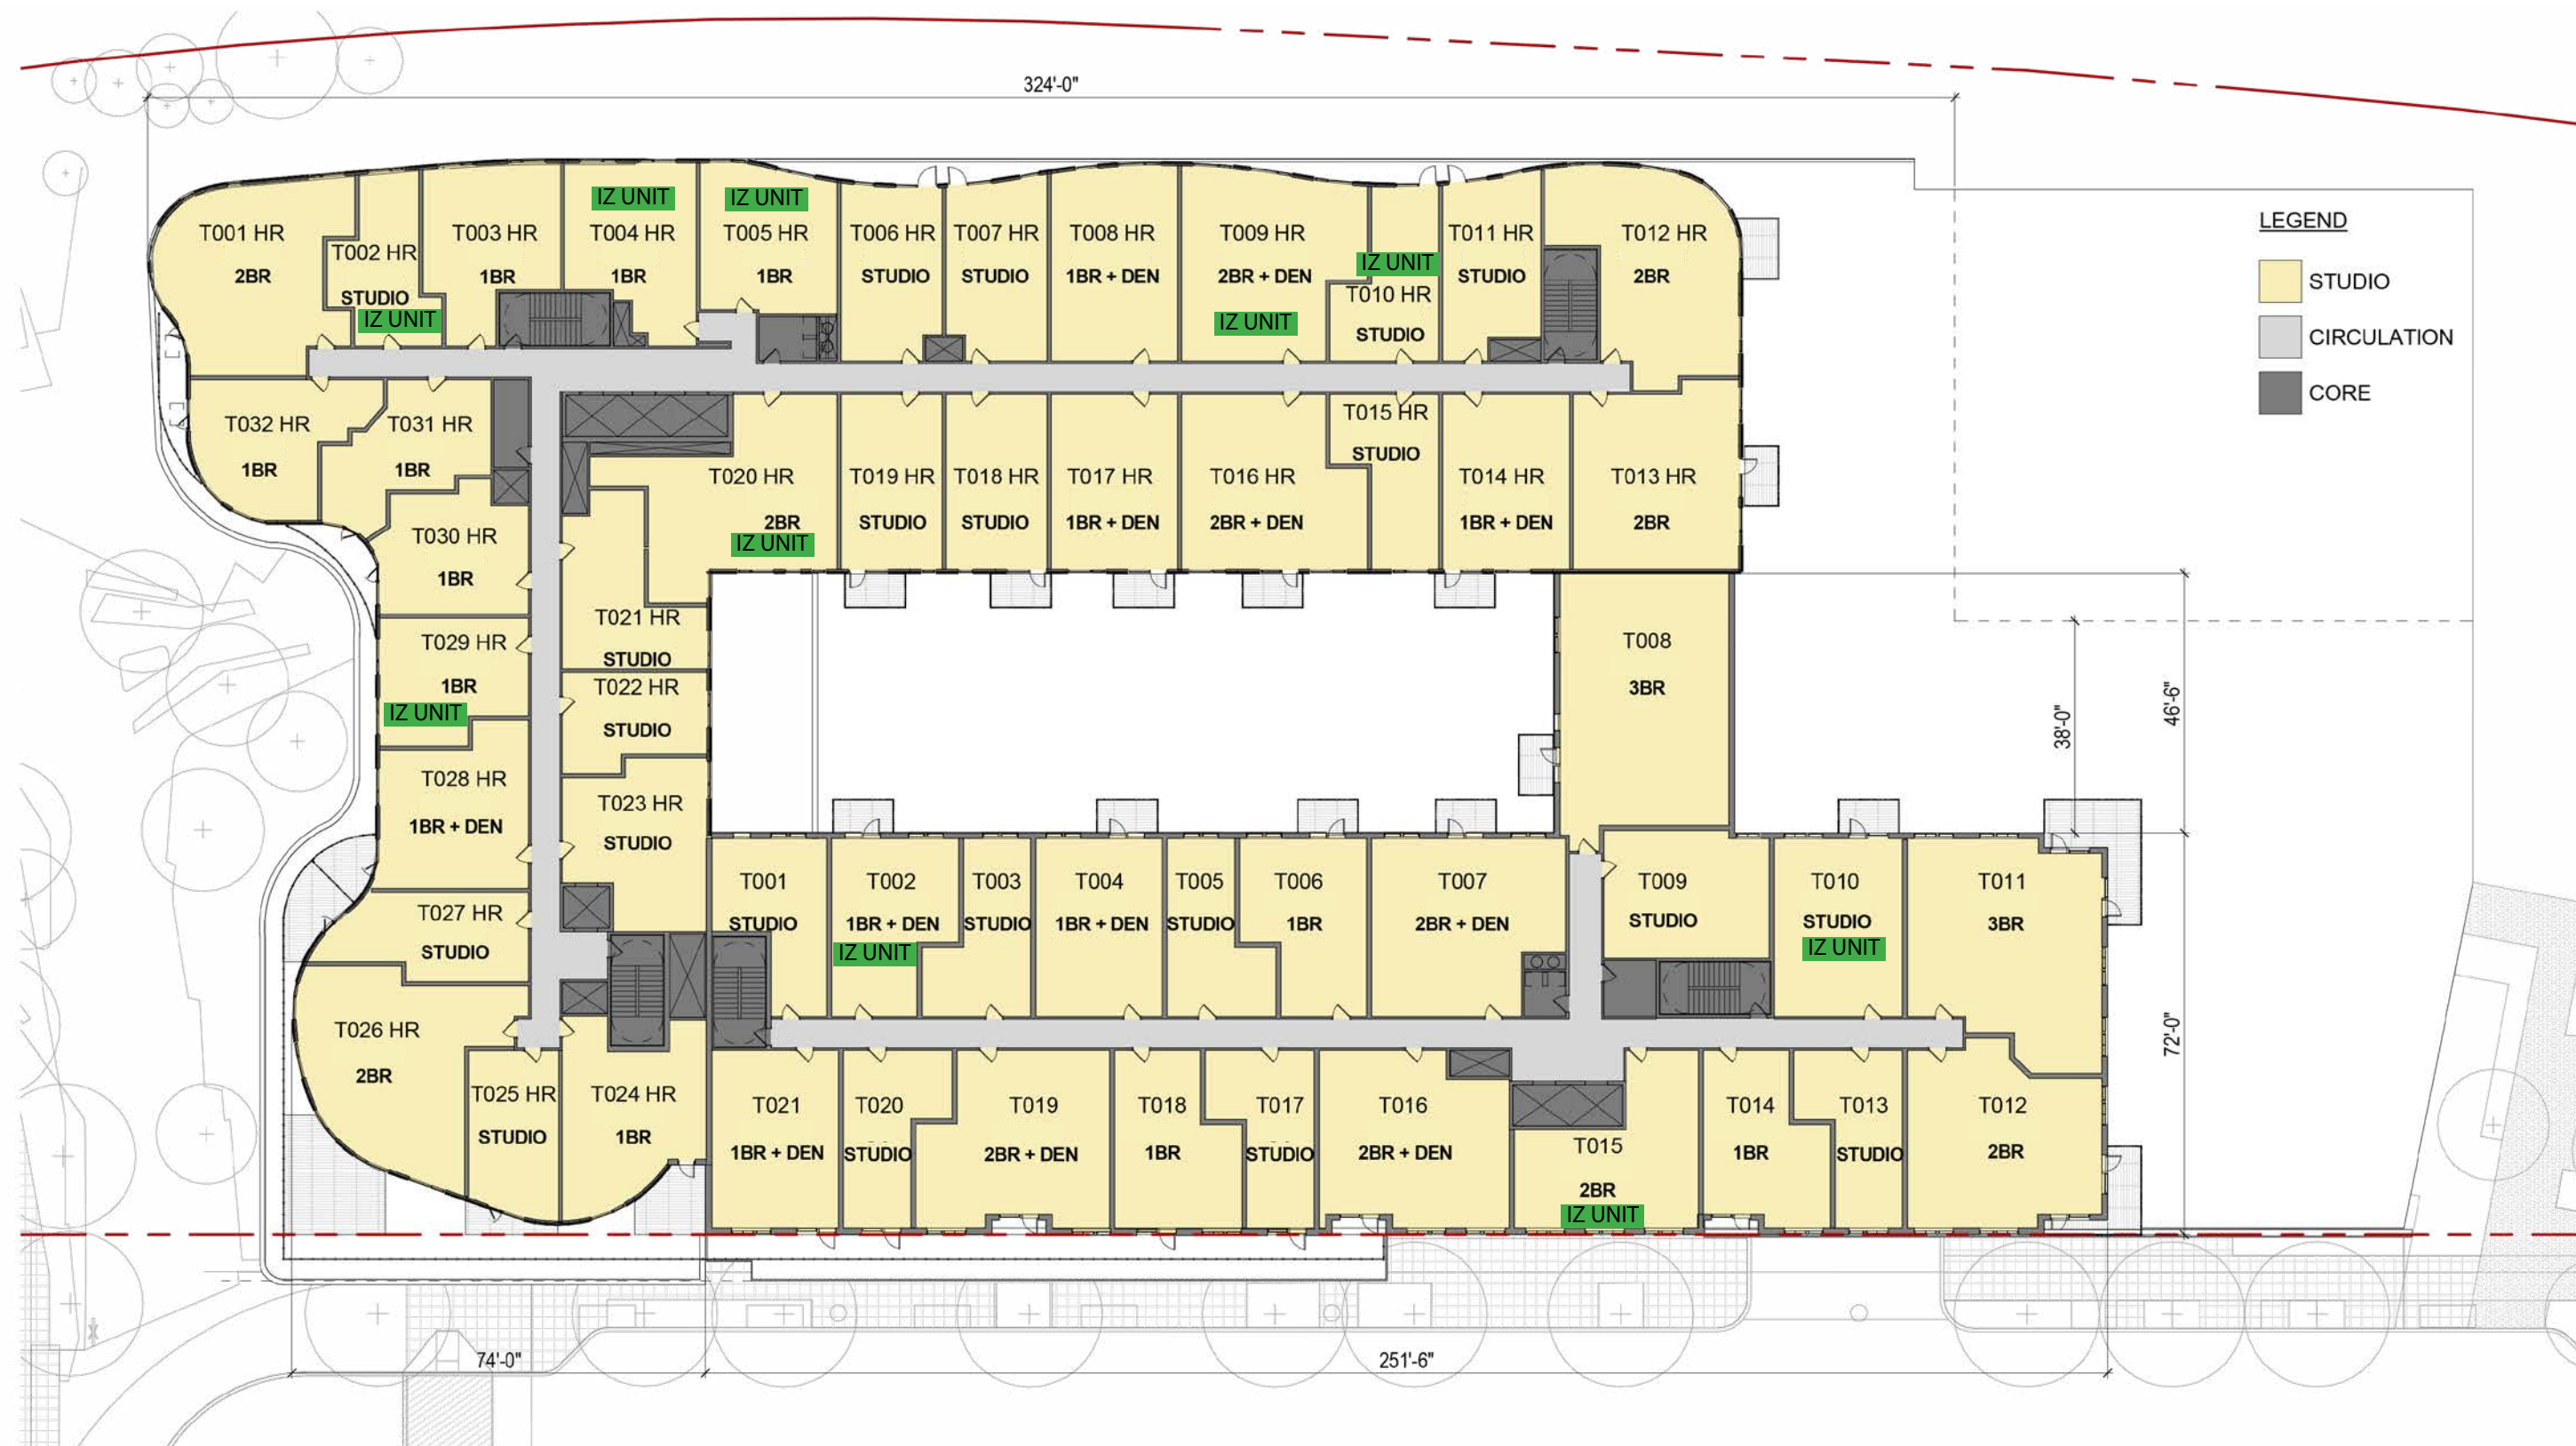 324'-0"
LEGEND
STUDIO
CIRCULATION
CORE
T001 HR
2BR
T002 HR
STUDIO
IZ UNIT
T003 HR
1BR
IZ UNIT
T004 HR
1BR
IZ UNIT
T005 HR
1BR
T006 HR
STUDIO
T007 HR
STUDIO
T008 HR
1BR + DEN
T009 HR
2BR + DEN
IZ UNIT
IZ UNIT
T010 HR
STUDIO
T011 HR
STUDIO
T012 HR
2BR
T032 HR
1BR
T031 HR
1BR
T020 HR
2BR
IZ UNIT
T019 HR
STUDIO
T018 HR
STUDIO
T017 HR
1BR + DEN
T016 HR
2BR + DEN
T015 HR
STUDIO
T014 HR
1BR + DEN
T013 HR
2BR
T030 HR
1BR
T029 HR
1BR
IZ UNIT
T021 HR
STUDIO
T022 HR
STUDIO
T008
3BR
38'-0"
46'-6"
T028 HR
1BR + DEN
T023 HR
STUDIO
T027 HR
STUDIO
T001
STUDIO
T002
1BR + DEN
IZ UNIT
T003
STUDIO
T004
1BR + DEN
T005
STUDIO
T006
1BR
T007
2BR + DEN
T009
STUDIO
T010
STUDIO
IZ UNIT
T011
3BR
72'-0"
T026 HR
2BR
T025 HR
STUDIO
T024 HR
1BR
T021
1BR + DEN
T020
STUDIO
T019
2BR + DEN
T018
1BR
T017
STUDIO
T016
2BR + DEN
T015
2BR
IZ UNIT
T014
1BR
T013
STUDIO
T012
2BR
74'-0"
251'-6"